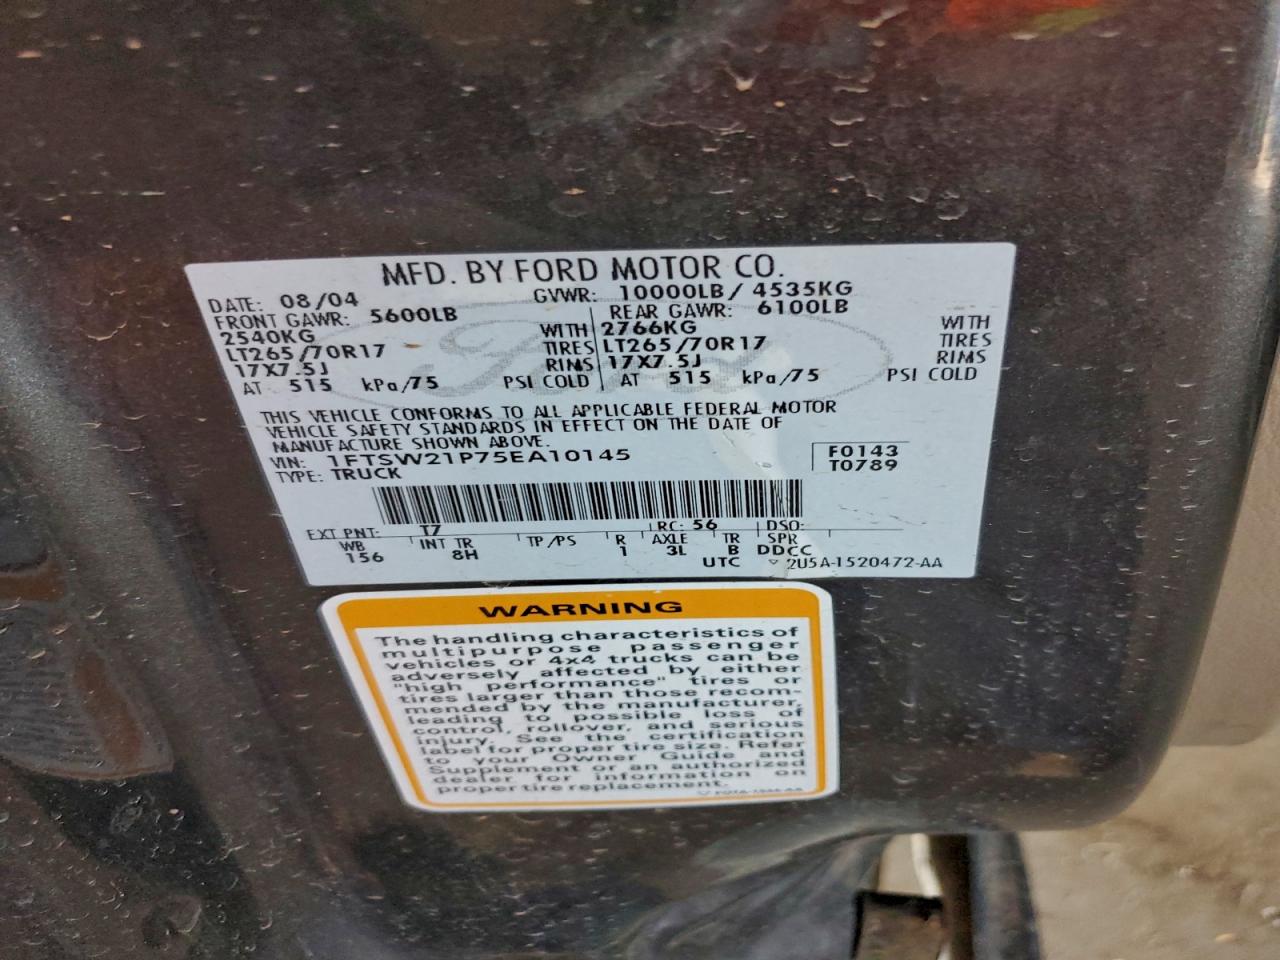 MFD. BY FORD MOTOR CO.
DATE: 08/04 GVWR: 10000LB/ 4535KG
FRONT GAWR: 5600LB REAR GAWR: 6100LB
2540KG WITH 2766KG WITH
LT265/70R17 TIRES LT265/70R17 TIRES
17X7.5J RIMS 17X7.5J RIMS
AT 515 kPa/75 PSI COLD AT 515 kPa/75 PSI COLD
THIS VEHICLE CONFORMS TO ALL APPLICABLE FEDERAL MOTOR
VEHICLE SAFETY STANDARDS IN EFFECT ON THE DATE OF
MANUFACTURE SHOWN ABOVE.
VIN: 1FTSW21P75EA10145 F0143
TYPE: TRUCK T0789
EXT PNT: T7 RC: 56 DSO:
WB INT TR TP/PS R AXLE TR SPR
156 8H 1 3L B DDCC
UTC ▽ 2U5A-1520472-AA
WARNING
The handling characteristics of
multipurpose passenger
vehicles or 4x4 trucks can be
adversely affected by either
"high performance" tires or
tires larger than those recom-
mended by the manufacturer,
leading to possible loss of
control, rollover, and serious
injury. See the certification
label for proper tire size. Refer
to your Owner Guide and
Supplement or an authorized
dealer for information on
proper tire replacement.